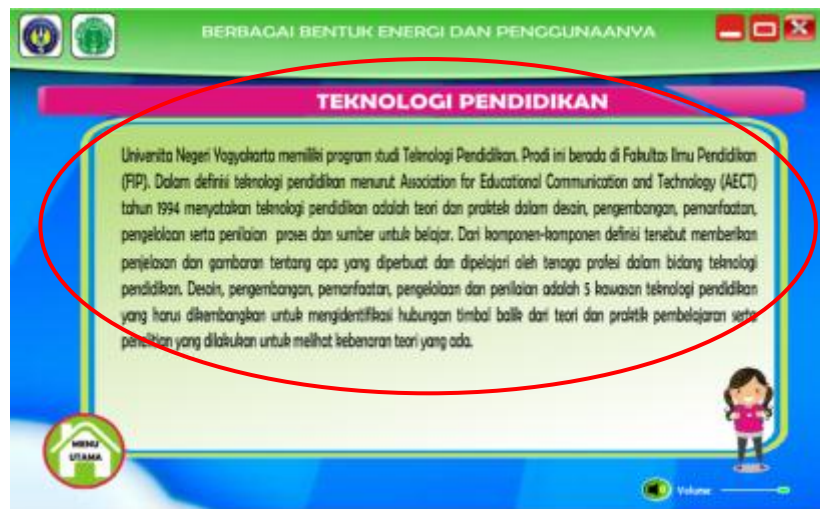 BERBAGAI BENTUK ENERGI DAN PENGGUNAANYA
TEKNOLOGI PENDIDIKAN
Universita Negeri Yogyakarta memiliki program studi Teknologi Pendidikan. Prodi ini berada di Fakultas Ilmu Pendidikan
(FIP). Dalam definisi teknologi pendidikan menurut Association for Educational Communication and Technology (AECT)
tahun 1994 menyatakan teknologi pendidikan adalah teori dan praktek dalam desain, pengembangan, pemanfaatan,
pengelolaan serta penilaian proses dan sumber untuk belajar. Dari komponen-komponen definisi tersebut memberikan
penjelasan dan gambaran tentang apa yang diperbuat dan dipelajari oleh tenaga profesi dalam bidang teknologi
pendidikan. Desain, pengembangan, pemanfaatan, pengelolaan dan penilaian adalah 5 kawasan teknologi pendidikan
yang harus dikembangkan untuk mengidentifikasi hubungan timbal balik dari teori dan praktik pembelajaran serta
penelitian yang dilakukan untuk melihat kebenaran teori yang ada.
MENU
UTAMA
Volume